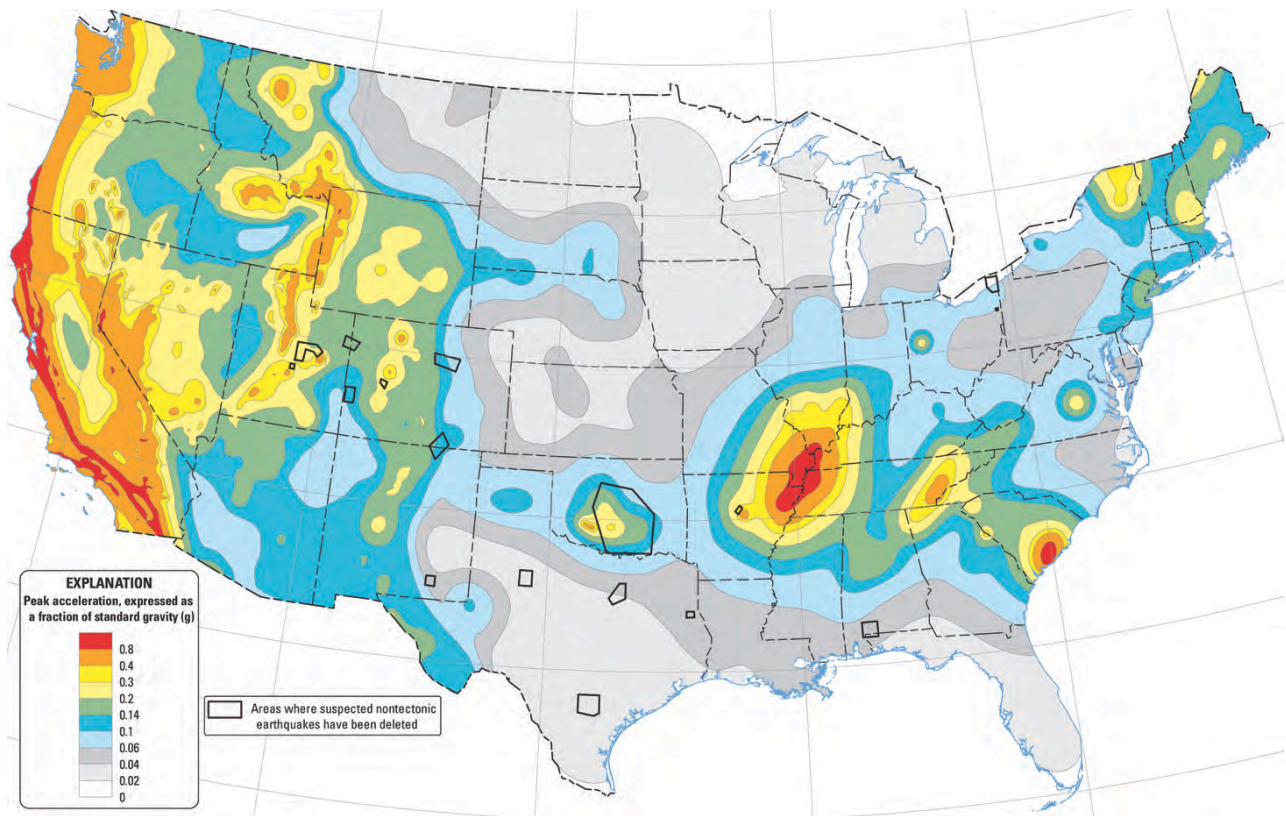 EXPLANATION
Peak acceleration, expressed as
a fraction of standard gravity (g)
0.8
0.4
0.3
0.2
0.14
0.1
0.06
0.04
0.02
0
Areas where suspected nontectonic
earthquakes have been deleted